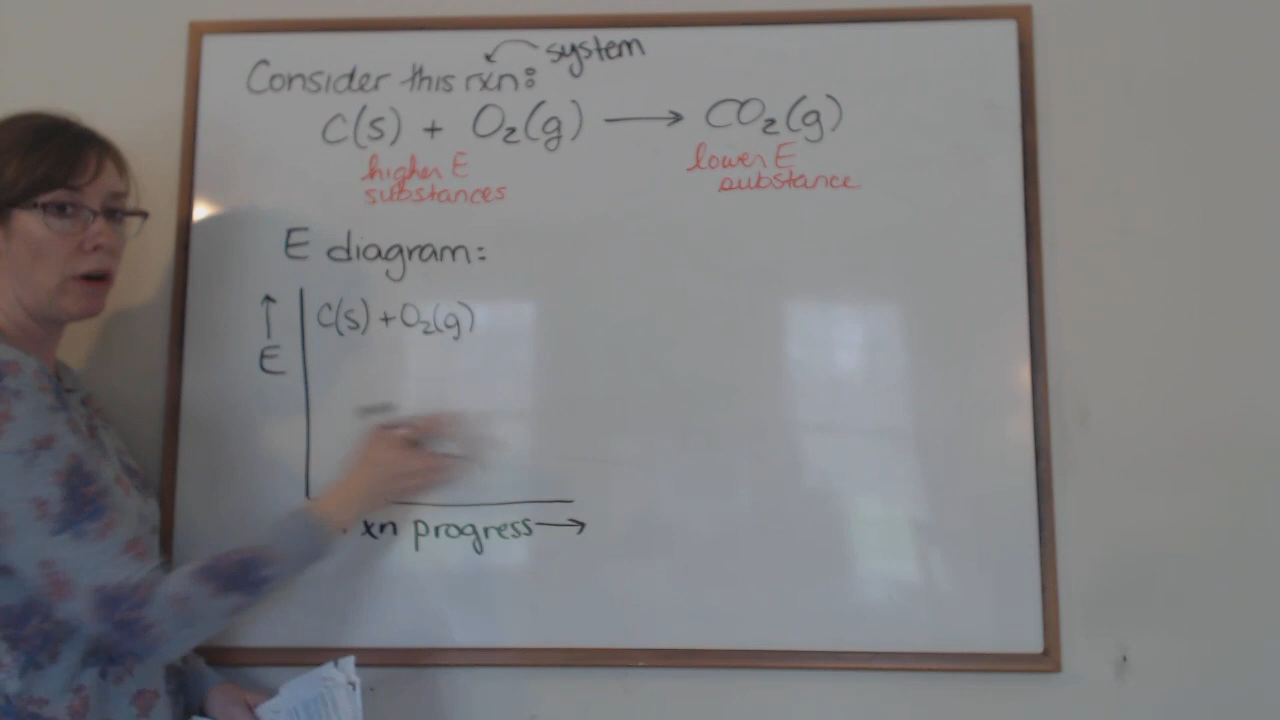 system
Consider this rxn:
C(s) + O₂(g) ⟶ CO₂(g)
higher E substances
lower E substance
E diagram:
↑ E
C(s) + O₂(g)
xn progress →